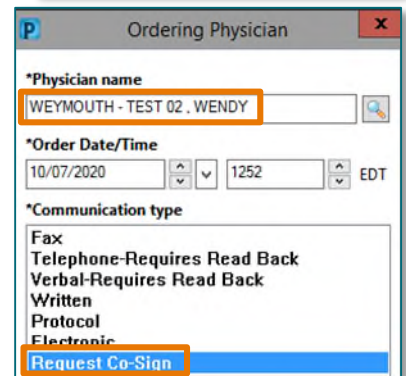 P Ordering Physician x
*Physician name
WEYMOUTH - TEST 02 , WENDY
*Order Date/Time
10/07/2020 1252 EDT
*Communication type
Fax
Telephone-Requires Read Back
Verbal-Requires Read Back
Written
Protocol
Electronic
Request Co-Sign